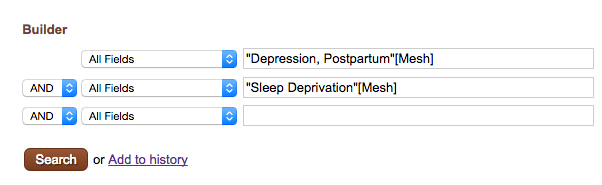 Builder
All Fields "Depression, Postpartum"[Mesh]
AND All Fields "Sleep Deprivation"[Mesh]
AND All Fields
Search or Add to history